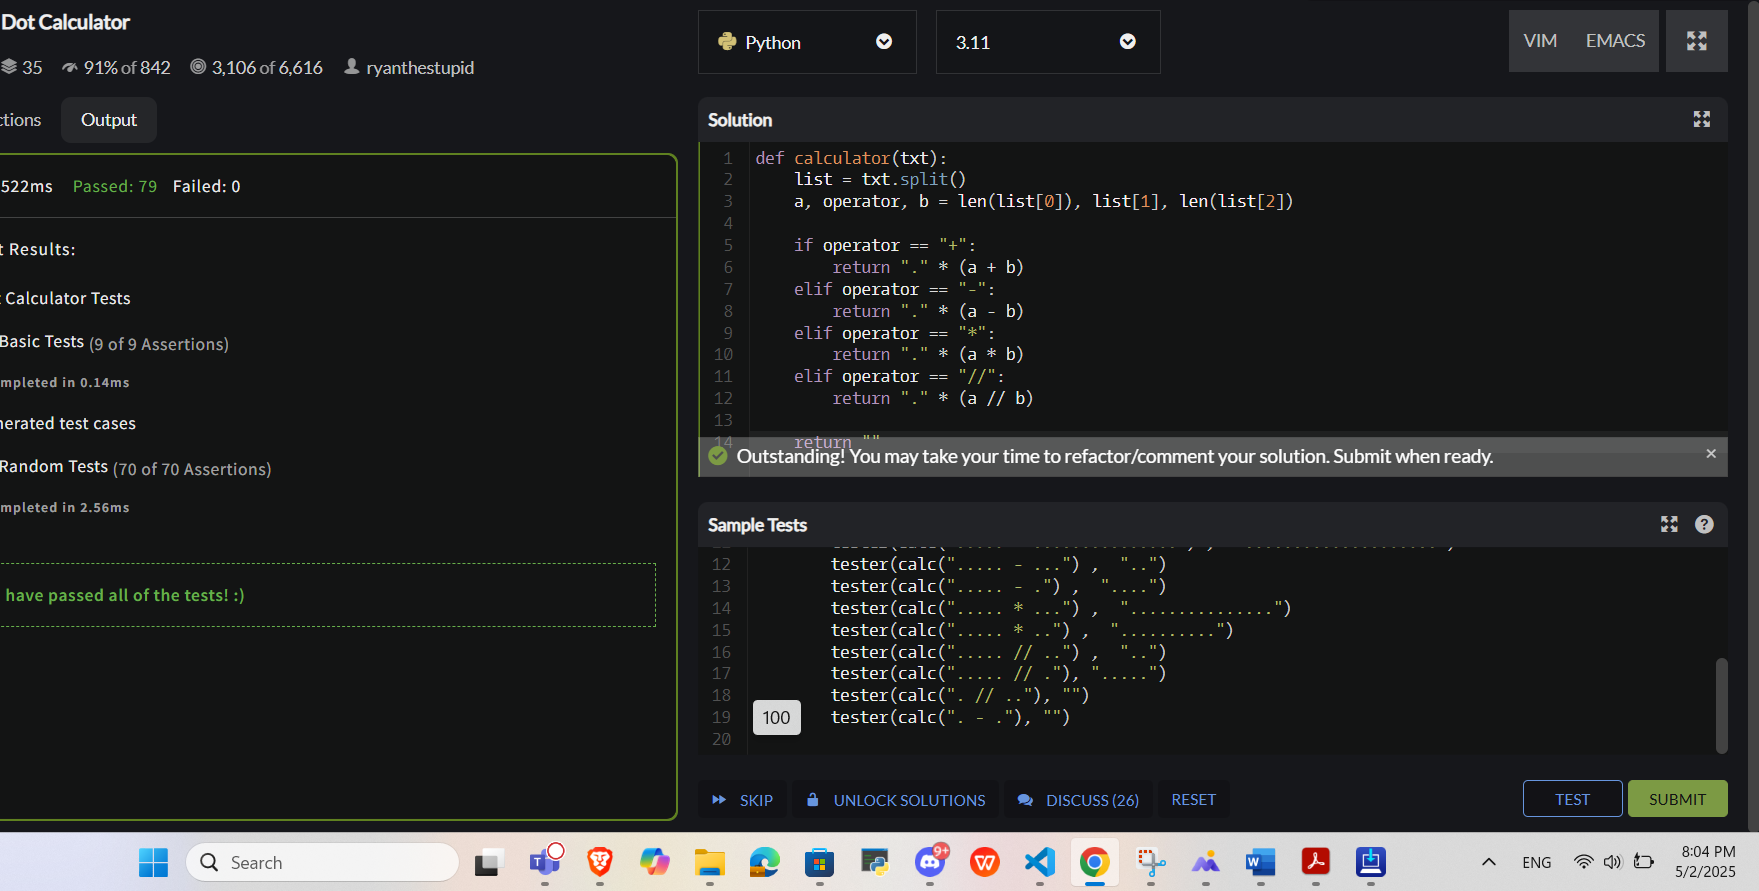 Dot Calculator
35 91% of 842 3,106 of 6,616 ryanthestupid
ctions Output
522ms Passed: 79 Failed: 0
t Results:
t Calculator Tests
Basic Tests (9 of 9 Assertions)
mpleted in 0.14ms
nerated test cases
Random Tests (70 of 70 Assertions)
mpleted in 2.56ms
have passed all of the tests! :)
Python 3.11 VIM EMACS
Solution
1 def calculator(txt):
2 list = txt.split()
3 a, operator, b = len(list[0]), list[1], len(list[2])
4
5 if operator == "+":
6 return "." * (a + b)
7 elif operator == "-":
8 return "." * (a - b)
9 elif operator == "*":
10 return "." * (a * b)
11 elif operator == "//":
12 return "." * (a // b)
13
14 return ""
Outstanding! You may take your time to refactor/comment your solution. Submit when ready. ×
Sample Tests
12 tester(calc("..... - ...") , "..")
13 tester(calc("..... - .") , "....")
14 tester(calc("..... * ...") , "...............")
15 tester(calc("..... * ..") , "..........")
16 tester(calc("..... // ..") , "..")
17 tester(calc("..... // ."), ".....")
18 tester(calc(". // .."), "")
19 tester(calc(". - ."), "")
20
100
SKIP UNLOCK SOLUTIONS DISCUSS (26) RESET TEST SUBMIT
Search
9+
ENG
8:04 PM
5/2/2025